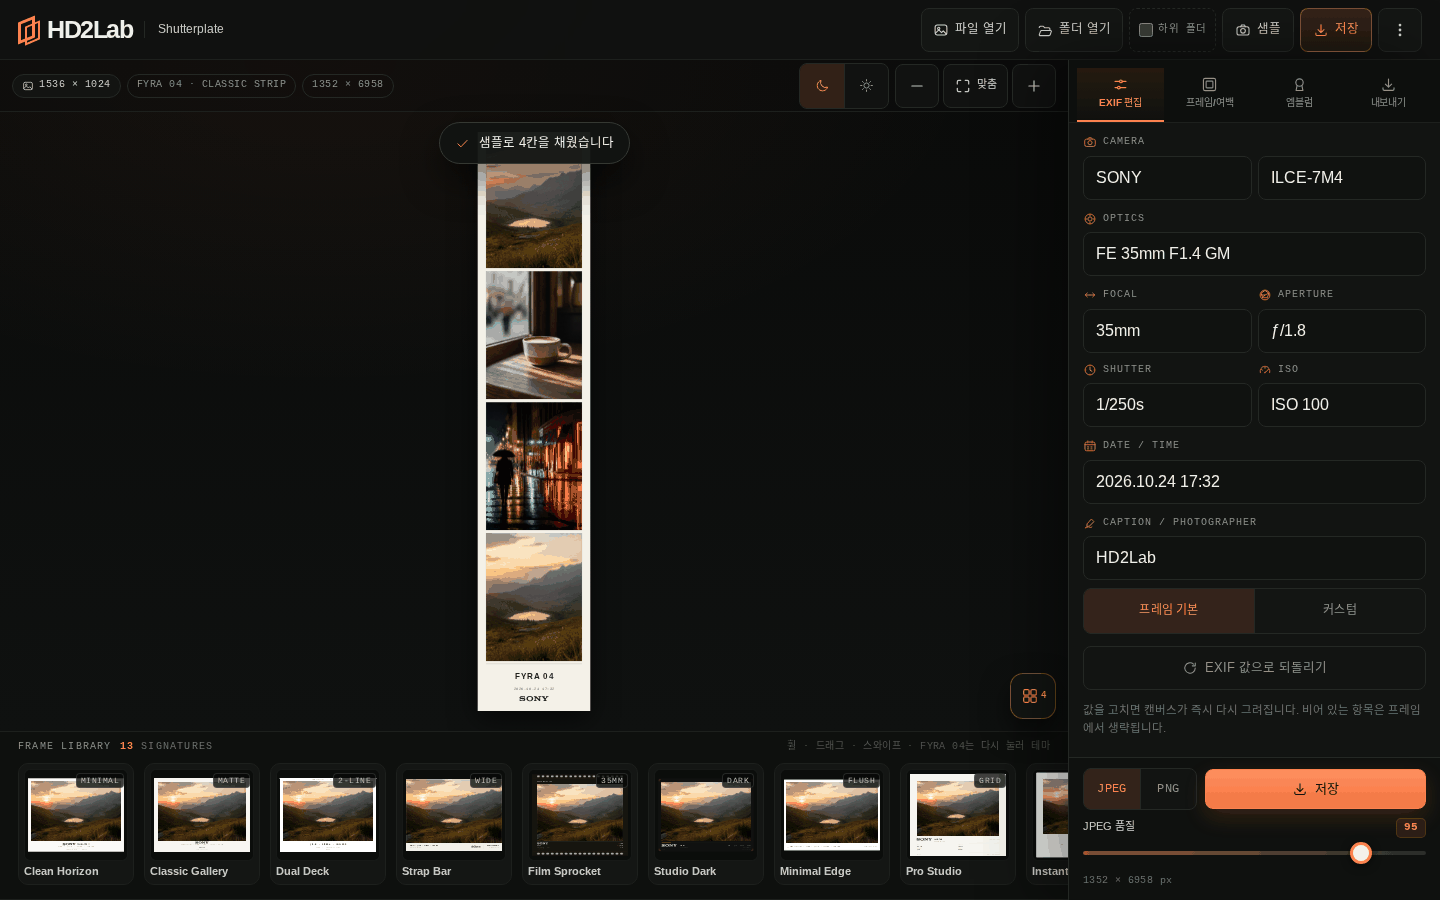 HD2Lab
Shutterplate
파일 열기
폴더 열기
하위 폴더
샘플
저장
1536 × 1024
FYRA 04 · CLASSIC STRIP
1352 × 6958
맞춤
샘플로 4칸을 채웠습니다
FYRA 04
SONY
4
EXIF 편집
프레임/여백
엠블럼
내보내기
CAMERA
SONY
ILCE-7M4
OPTICS
FE 35mm F1.4 GM
FOCAL
APERTURE
35mm
ƒ/1.8
SHUTTER
ISO
1/250s
ISO 100
DATE / TIME
2026.10.24 17:32
CAPTION / PHOTOGRAPHER
HD2Lab
프레임 기본
커스텀
EXIF 값으로 되돌리기
값을 고치면 캔버스가 즉시 다시 그려집니다. 비어 있는 항목은 프레임
에서 생략됩니다.
JPEG
PNG
저장
JPEG 품질
95
1352 × 6958 px
FRAME LIBRARY 13 SIGNATURES
휠 · 드래그 · 스와이프 · FYRA 04는 다시 눌러 테마
MINIMAL
MATTE
2-LINE
WIDE
35MM
DARK
FLUSH
GRID
Clean Horizon
Classic Gallery
Dual Deck
Strap Bar
Film Sprocket
Studio Dark
Minimal Edge
Pro Studio
Instant